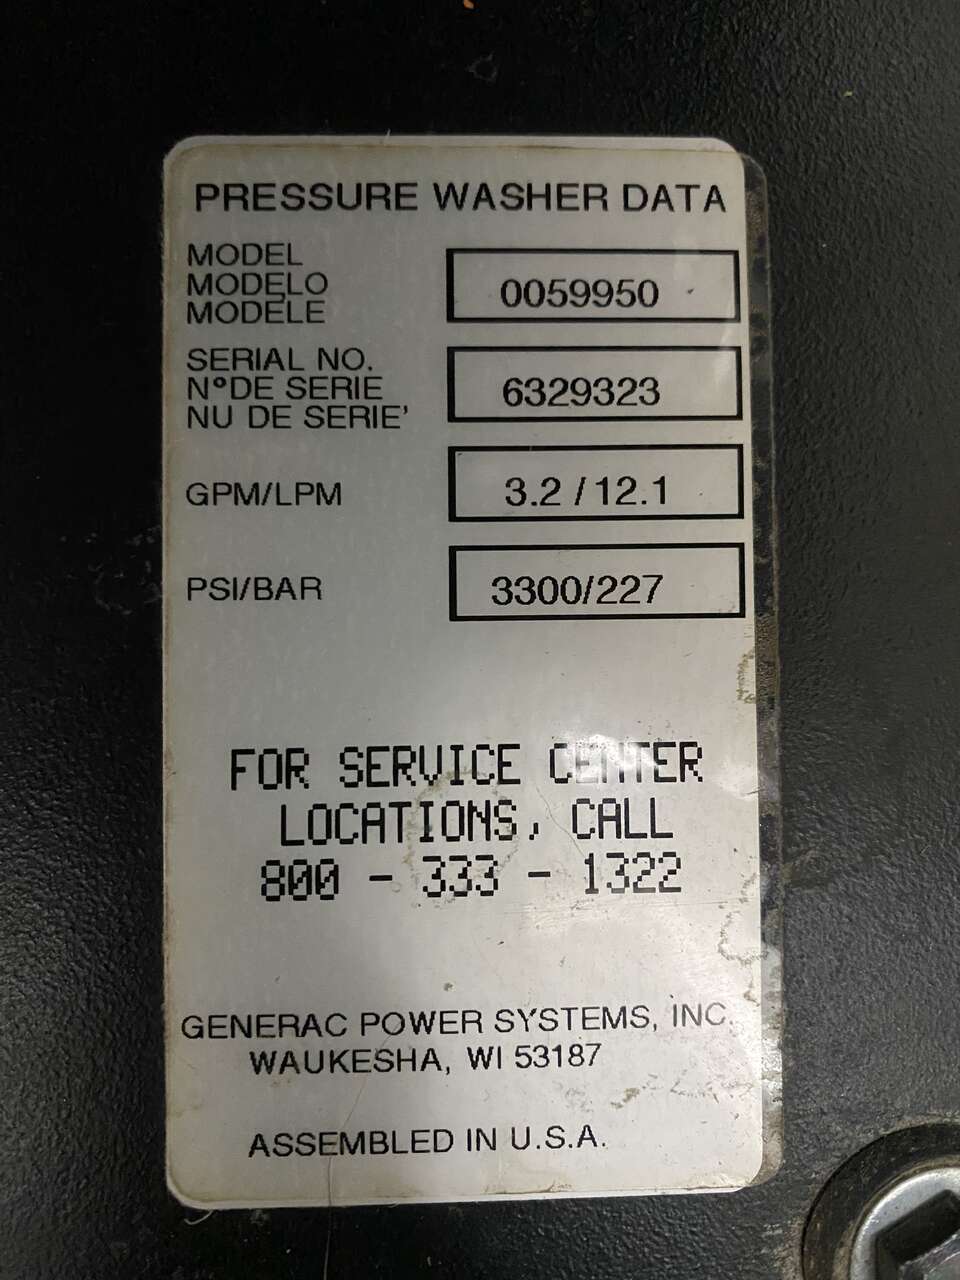 PRESSURE WASHER DATA
MODEL
MODELO
MODELE
0059950
SERIAL NO.
NºDE SERIE
NU DE SERIE'
6329323
GPM/LPM
3.2 / 12.1
PSI/BAR
3300/227
FOR SERVICE CENTER
LOCATIONS, CALL
800 - 333 - 1322
GENERAC POWER SYSTEMS, INC.
WAUKESHA, WI 53187
ASSEMBLED IN U.S.A.